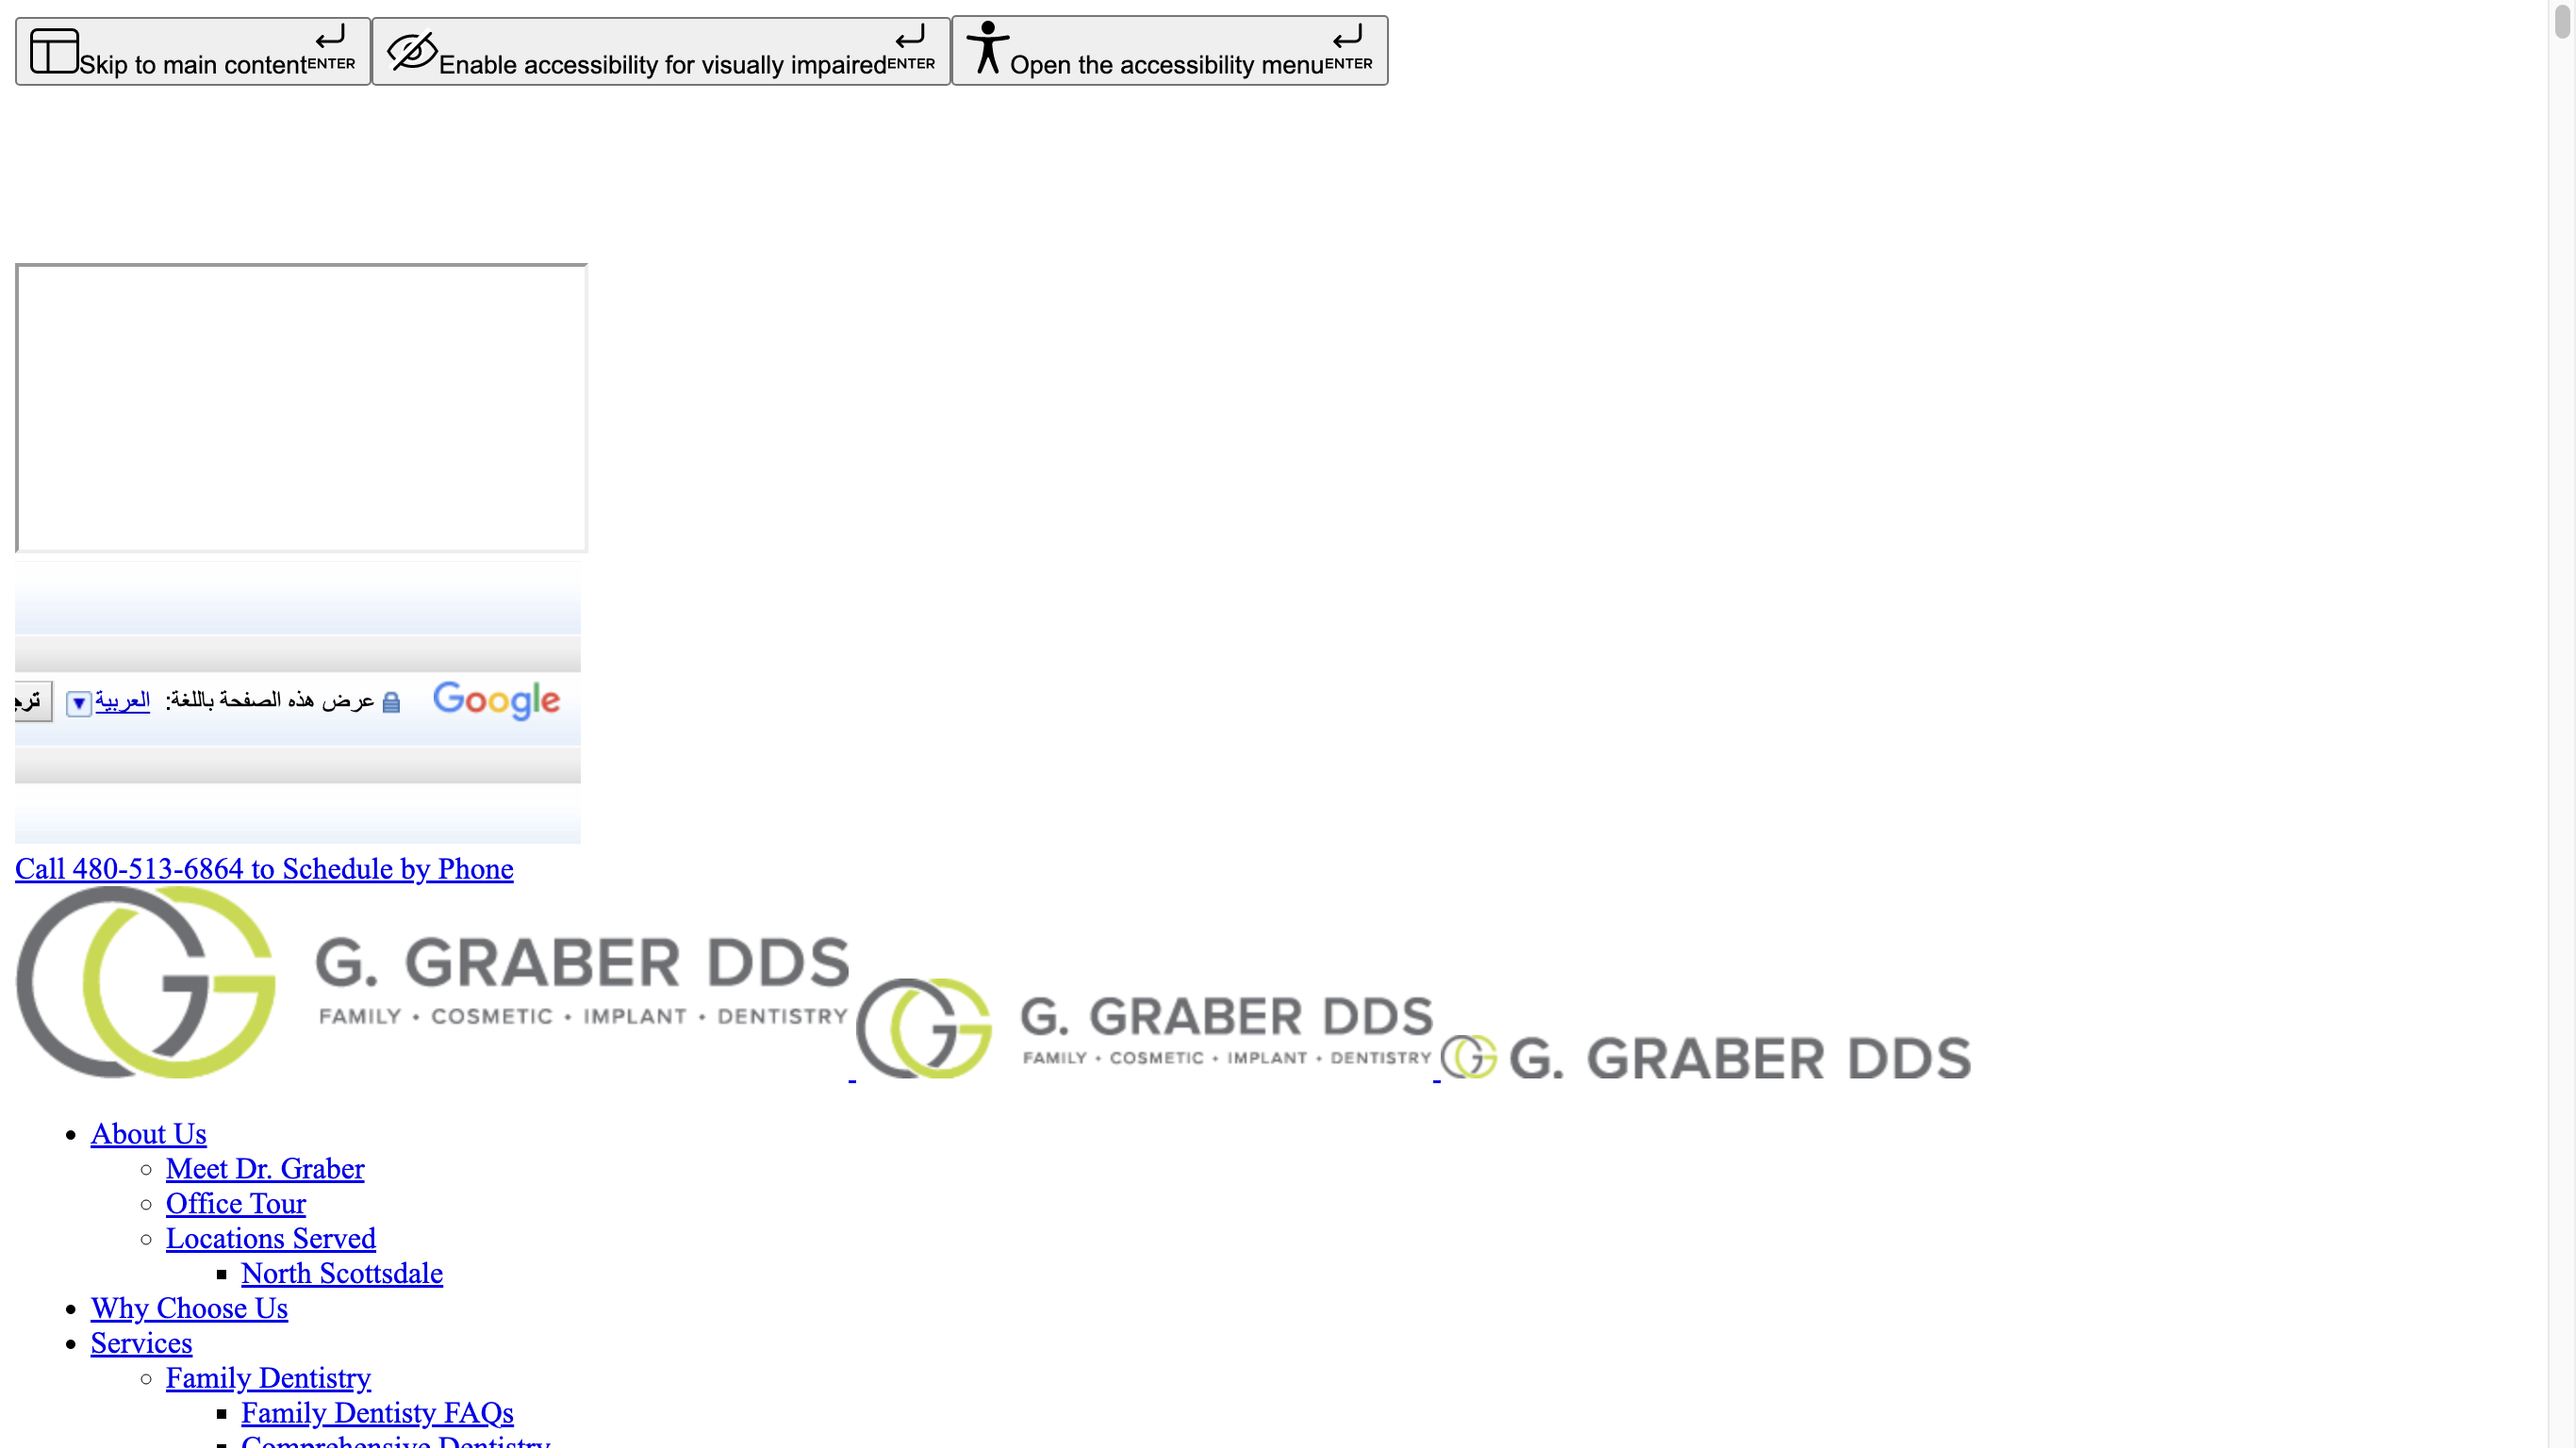 Skip to main content ENTER Enable accessibility for visually impaired ENTER Open the accessibility menu ENTER
Google عرض هذه الصفحة باللغة: العربية
Call 480-513-6864 to Schedule by Phone
G. GRABER DDS
FAMILY • COSMETIC • IMPLANT • DENTISTRY
G. GRABER DDS
FAMILY • COSMETIC • IMPLANT • DENTISTRY
G. GRABER DDS
About Us
Meet Dr. Graber
Office Tour
Locations Served
North Scottsdale
Why Choose Us
Services
Family Dentistry
Family Dentisty FAQs
Comprehensive Dentistry